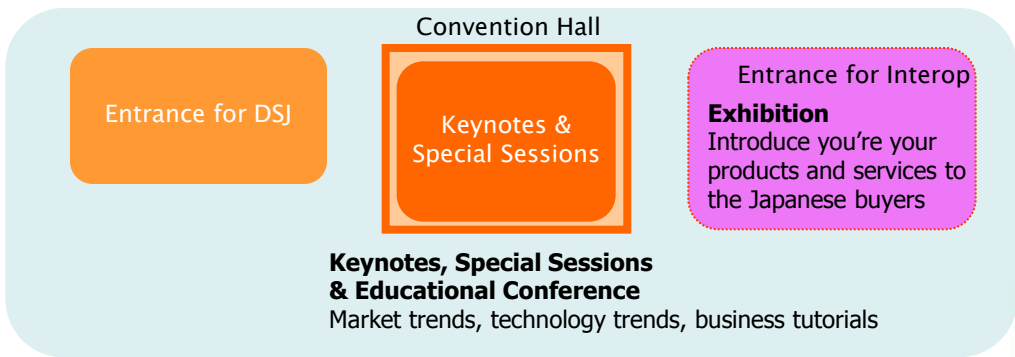 Convention Hall
Entrance for DSJ
Keynotes &
Special Sessions
Entrance for Interop
Exhibition
Introduce you're your
products and services to
the Japanese buyers
Keynotes, Special Sessions
& Educational Conference
Market trends, technology trends, business tutorials